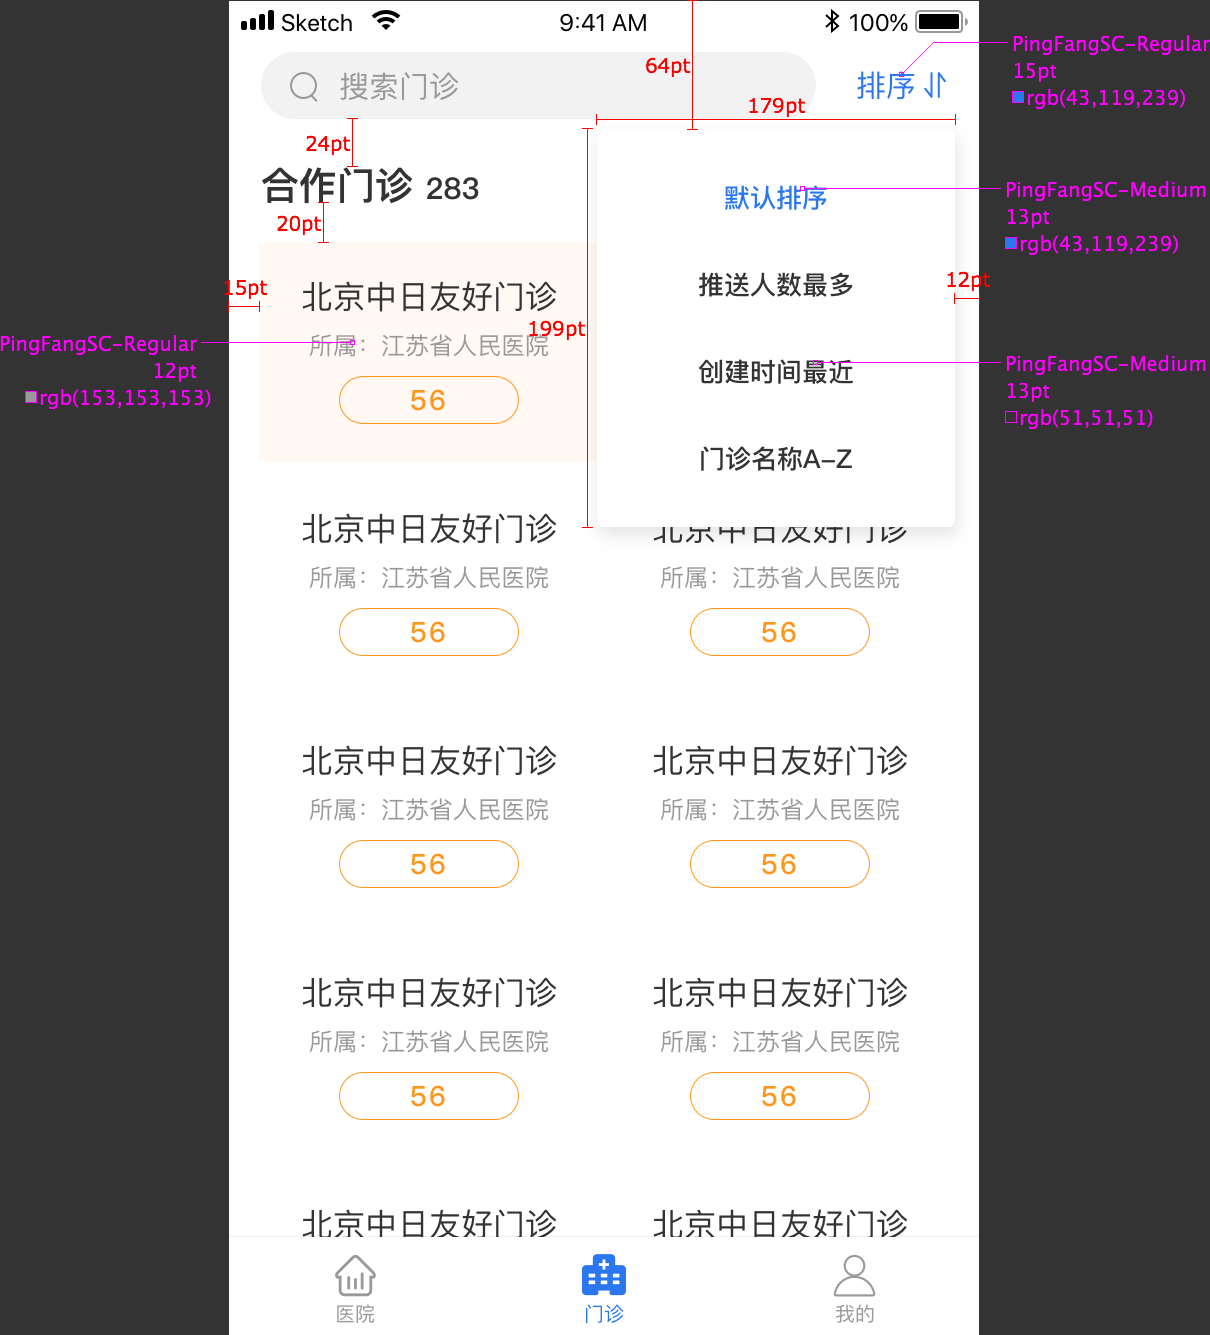 Sketch 9:41 AM 100%
搜索门诊
排序
PingFangSC-Regular
15pt
rgb(43,119,239)
64pt
179pt
24pt
合作门诊 283
20pt
默认排序
PingFangSC-Medium
13pt
rgb(43,119,239)
推送人数最多
12pt
15pt
北京中日友好门诊
199pt
所属：江苏省人民医院
PingFangSC-Regular
12pt
rgb(153,153,153)
56
创建时间最近
PingFangSC-Medium
13pt
rgb(51,51,51)
门诊名称A-Z
北京中日友好门诊 北京中日友好门诊
所属：江苏省人民医院 所属：江苏省人民医院
56 56
北京中日友好门诊 北京中日友好门诊
所属：江苏省人民医院 所属：江苏省人民医院
56 56
北京中日友好门诊 北京中日友好门诊
所属：江苏省人民医院 所属：江苏省人民医院
56 56
北京中日友好门诊 北京中日友好门诊
医院 门诊 我的